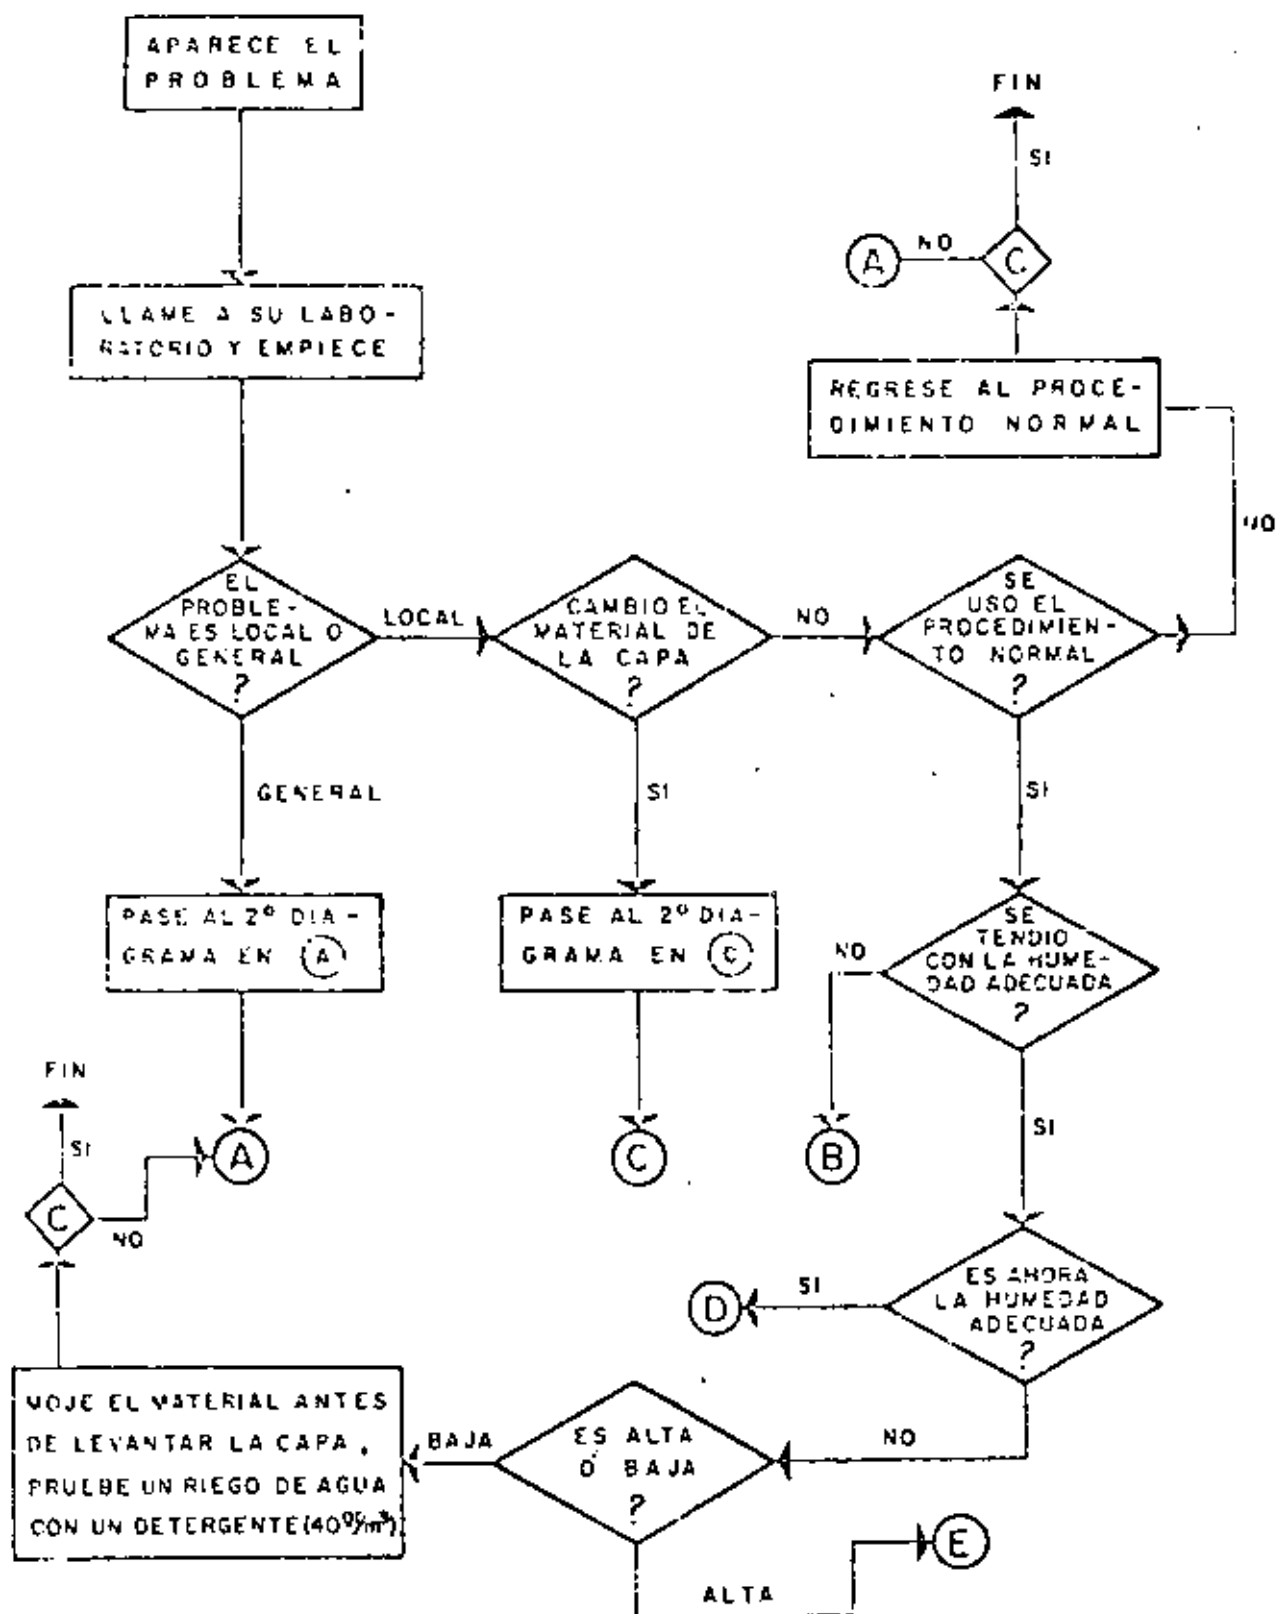 APARECE EL
PROBLEMA
FIN
SI
A
NO
C
LLAME A SU LABO-
RATORIO Y EMPIECE
REGRESE AL PROCE-
DIMIENTO NORMAL
NO
EL
PROBLE-
MA ES LOCAL O
GENERAL
?
LOCAL
CAMBIO EL
MATERIAL DE
LA CAPA
?
NO
SE
USO EL
PROCEDIMIEN-
TO NORMAL
?
GENERAL
SI
SI
PASE AL 2º DIA-
GRAMA EN A
PASE AL 2º DIA-
GRAMA EN C
NO
SE
TENDIO
CON LA HUME-
DAD ADECUADA
?
FIN
SI
C
NO
A
C
B
SI
D
SI
ES AHORA
LA HUMEDAD
ADECUADA
?
MOJE EL MATERIAL ANTES
DE LEVANTAR LA CAPA.
PRUEBE UN RIEGO DE AGUA
CON UN DETERGENTE (40
BAJA
ES ALTA
O BAJA
?
NO
ALTA
E